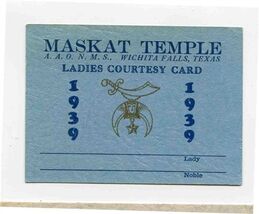 MASKAT TEMPLE
A. A. O. N. M. S., WICHITA FALLS, TEXAS
LADIES COURTESY CARD
1939 1939
Lady
Noble